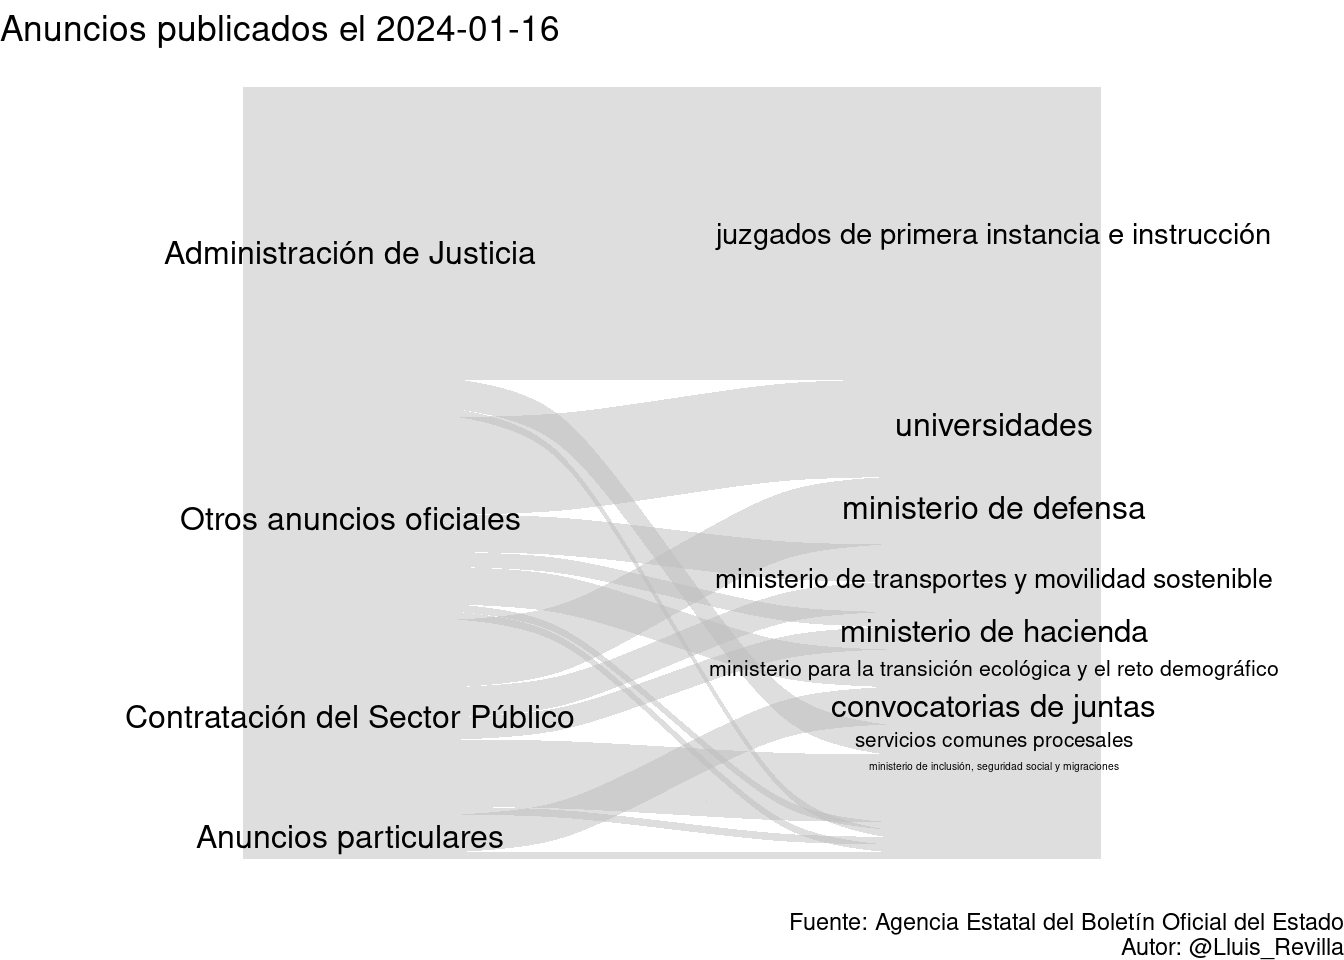 Anuncios publicados el 2024-01-16
Administración de Justicia
juzgados de primera instancia e instrucción
universidades
Otros anuncios oficiales
ministerio de defensa
ministerio de transportes y movilidad sostenible
ministerio de hacienda
ministerio para la transición ecológica y el reto demográfico
Contratación del Sector Público
convocatorias de juntas
servicios comunes procesales
ministerio de inclusión, seguridad social y migraciones
Anuncios particulares
Fuente: Agencia Estatal del Boletín Oficial del Estado
Autor: @Lluis_Revilla